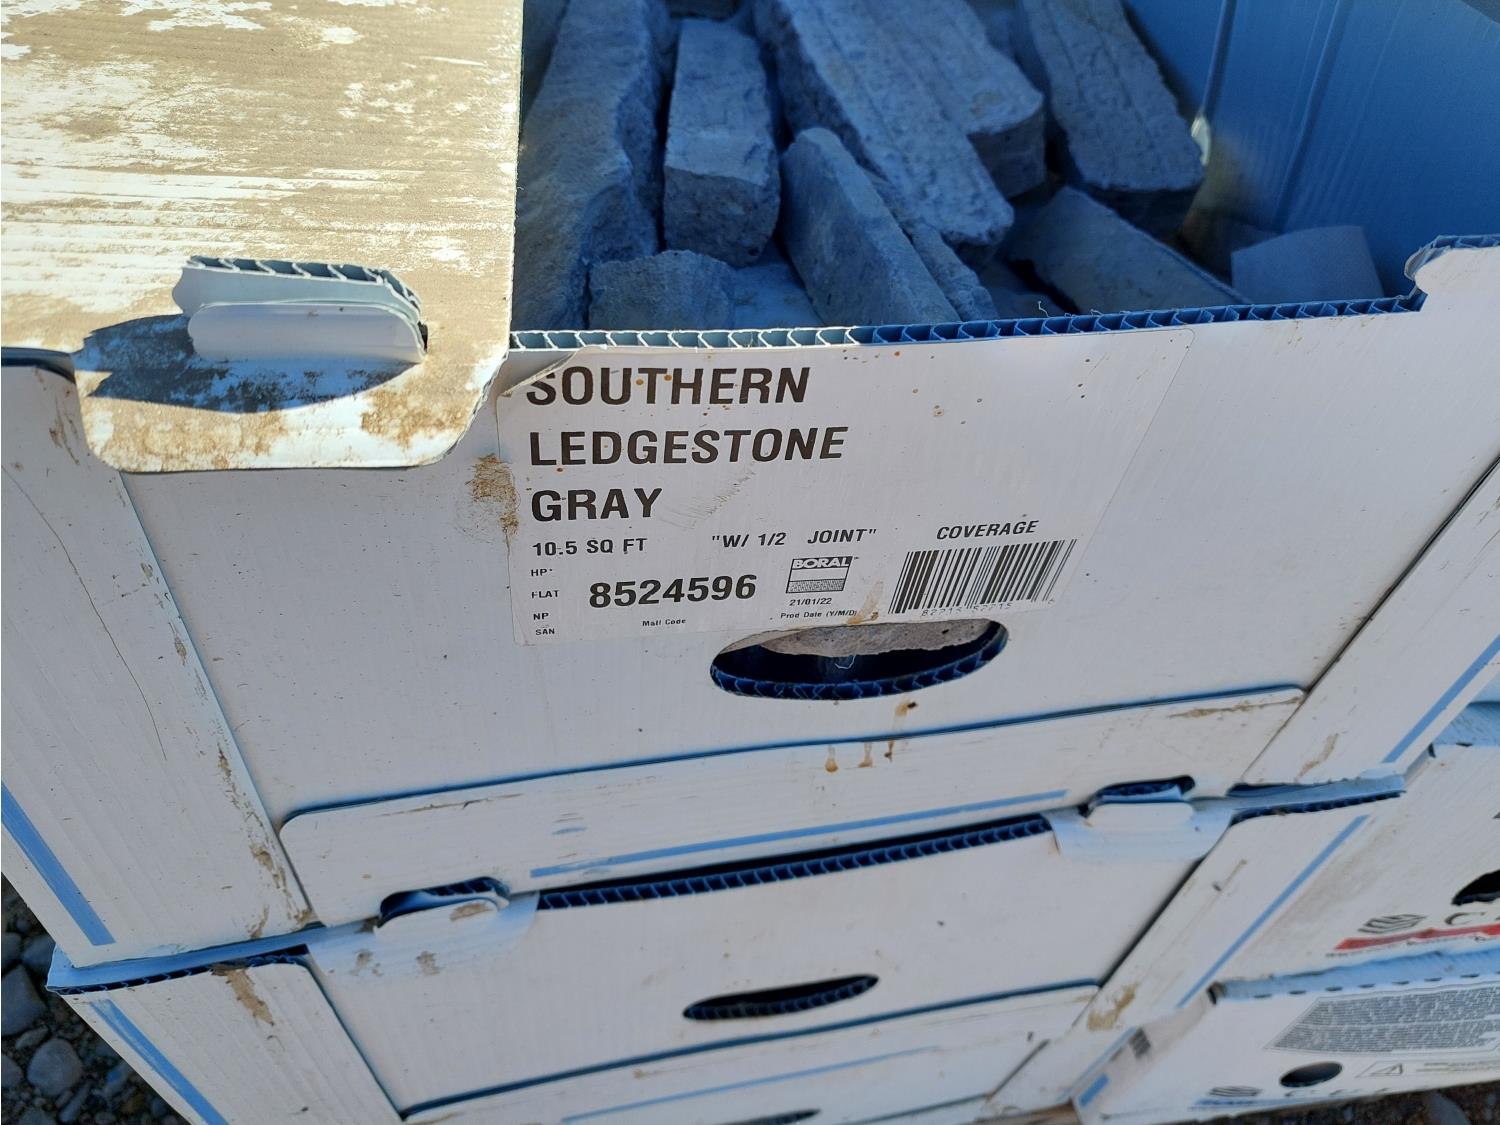 SOUTHERN
LEDGESTONE
GRAY
10.5 SQ FT "W/ 1/2 JOINT" COVERAGE
HP
FLAT 8524596 BORAL
NP 21/01/22
SAN Matl Code Prod Date (Y/M/D)